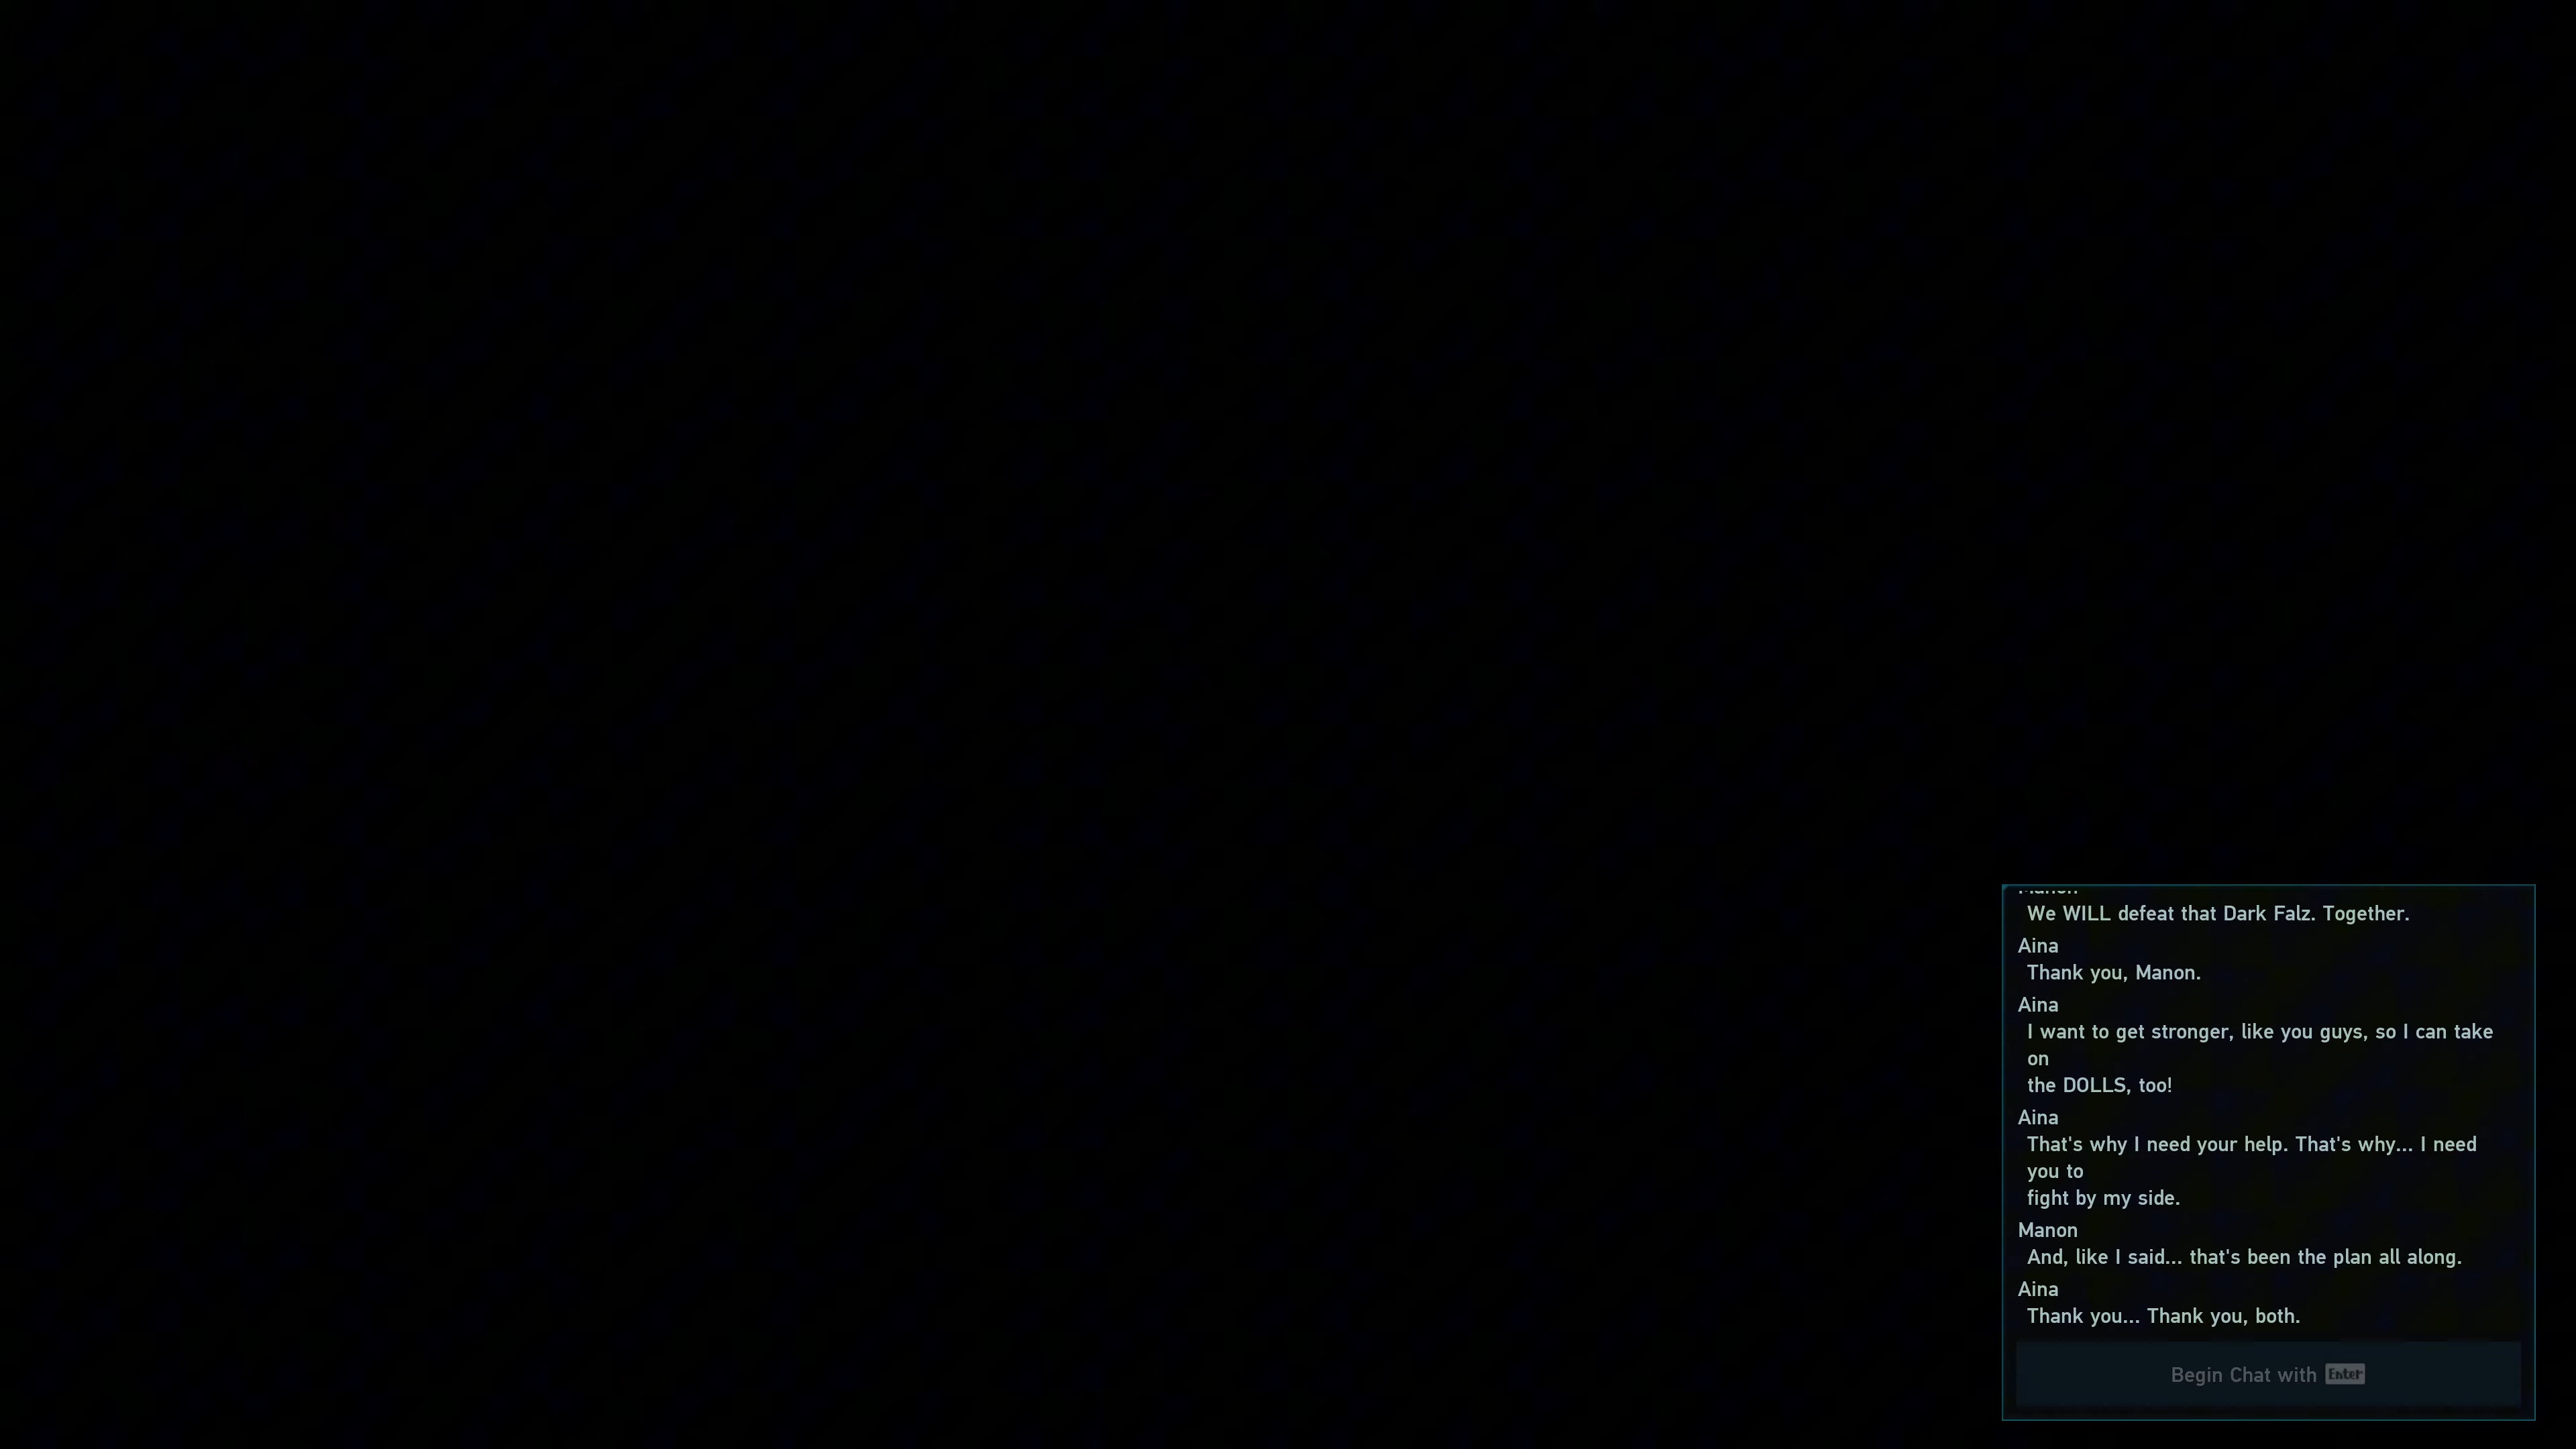 Manon
We WILL defeat that Dark Falz. Together.
Aina
Thank you, Manon.
Aina
I want to get stronger, like you guys, so I can take
on
the DOLLS, too!
Aina
That's why I need your help. That's why... I need
you to
fight by my side.
Manon
And, like I said... that's been the plan all along.
Aina
Thank you... Thank you, both.
Begin Chat with Enter